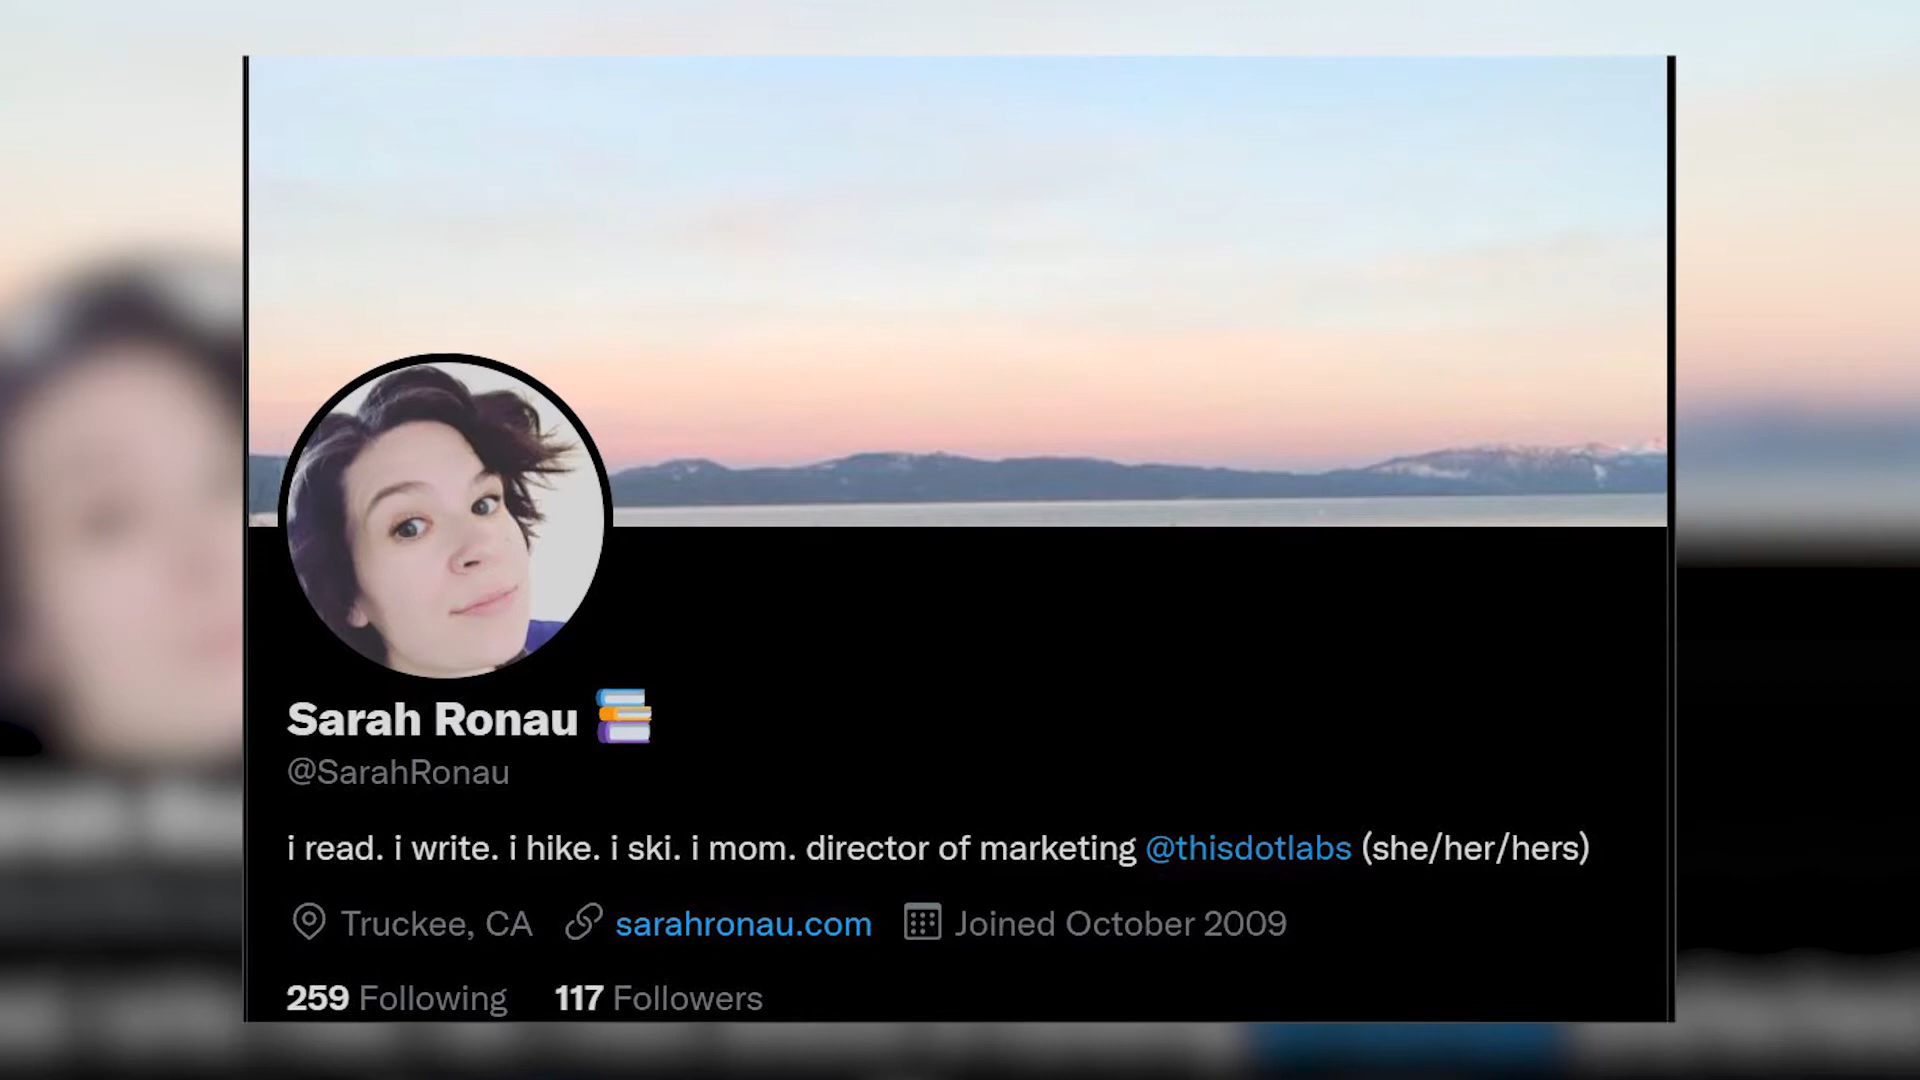 Sarah Ronau 📚
@SarahRonau
i read. i write. i hike. i ski. i mom. director of marketing @thisdotlabs (she/her/hers)
Truckee, CA sarahronau.com Joined October 2009
259 Following 117 Followers